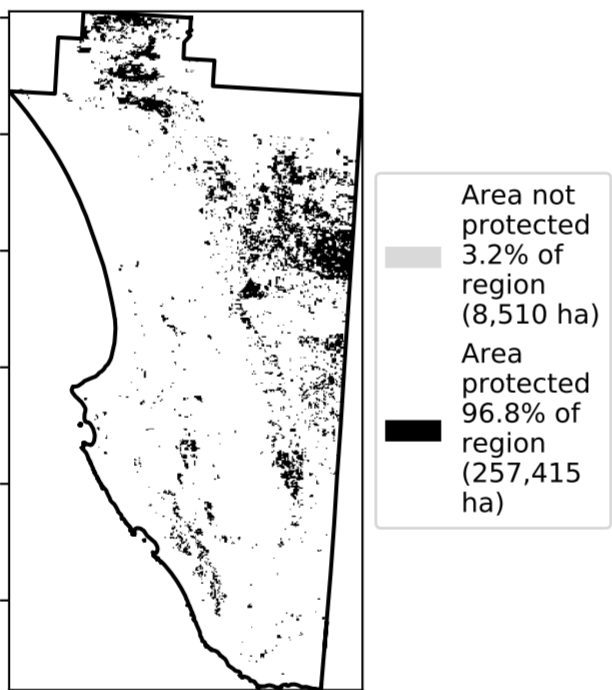 Area not
protected
3.2% of
region
(8,510 ha)
Area
protected
96.8% of
region
(257,415
ha)